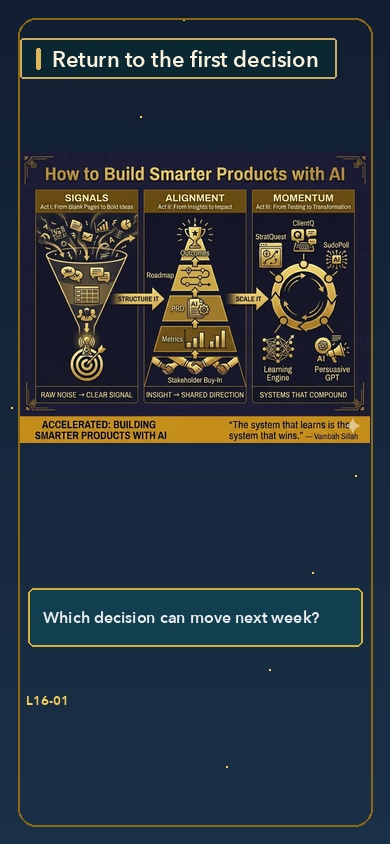 Return to the first decision
How to Build Smarter Products with AI
SIGNALS
Act I: From Blank Pages to Bold Ideas
RAW NOISE → CLEAR SIGNAL
STRUCTURE IT
ALIGNMENT
Act II: From Insights to Impact
Outcomes
Roadmap
PRD
AI
Metrics
Stakeholder Buy-In
INSIGHT → SHARED DIRECTION
SCALE IT
MOMENTUM
Act III: From Testing to Transformation
ClientQ
StratQuest
SudoPoll
AI
Learning
Engine
AI
Persuasive
GPT
SYSTEMS THAT COMPOUND
ACCELERATED: BUILDING
SMARTER PRODUCTS WITH AI
“The system that learns is the
system that wins.” — Vambah Sillah
Which decision can move next week?
L16-01